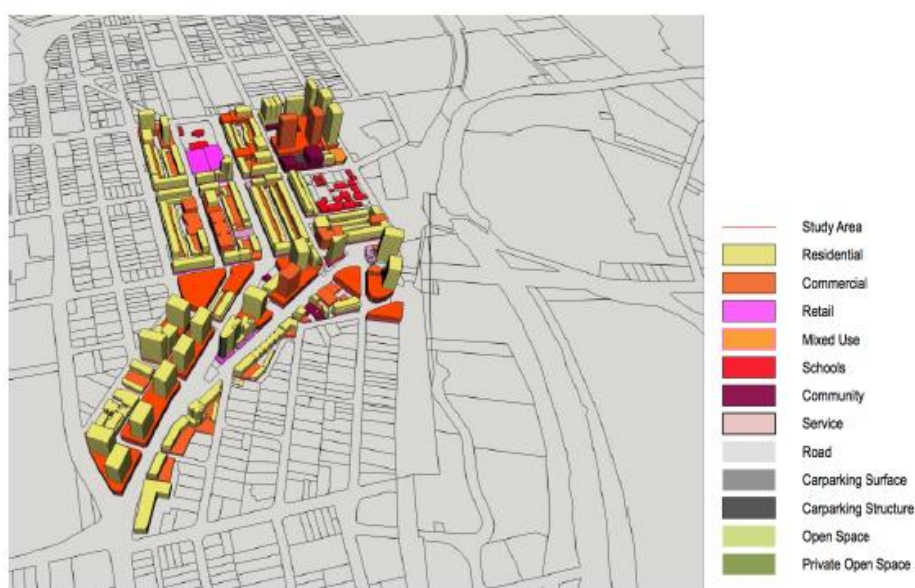 Study Area
Residential
Commercial
Retail
Mixed Use
Schools
Community
Service
Road
Carparking Surface
Carparking Structure
Open Space
Private Open Space